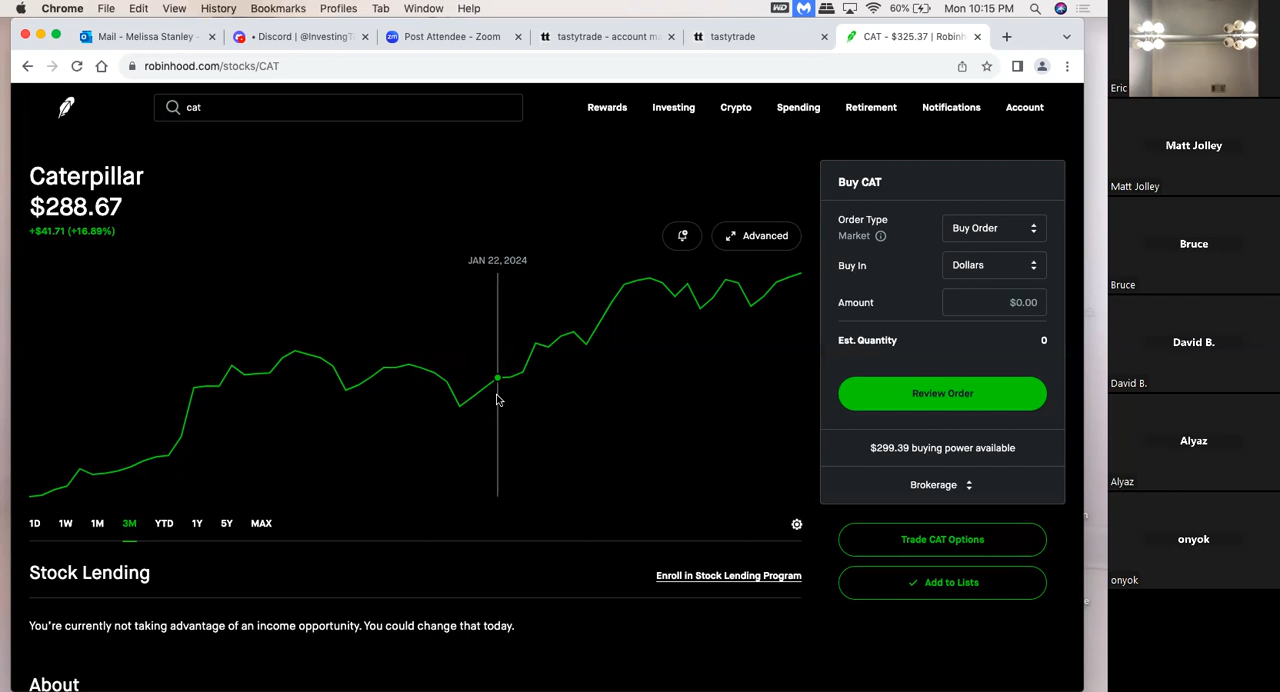 Chrome File Edit View History Bookmarks Profiles Tab Window Help
WD 60% Mon 10:15 PM
Mail - Melissa Stanley -
• Discord | @InvestingT
zm Post Attendee - Zoom
tt tastytrade - account ma
tt tastytrade
CAT - $325.37 | Robinh
robinhood.com/stocks/CAT
cat
Rewards Investing Crypto Spending Retirement Notifications Account
Caterpillar
$288.67
+$41.71 (+16.89%)
Advanced
JAN 22, 2024
1D 1W 1M 3M YTD 1Y 5Y MAX
Stock Lending
Enroll in Stock Lending Program
You're currently not taking advantage of an income opportunity. You could change that today.
About
Buy CAT
Order Type
Market
Buy Order
Buy In Dollars
Amount $0.00
Est. Quantity 0
Review Order
$299.39 buying power available
Brokerage
Trade CAT Options
Add to Lists
Eric
Matt Jolley
Matt Jolley
Bruce
Bruce
David B.
David B.
Alyaz
Alyaz
onyok
onyok